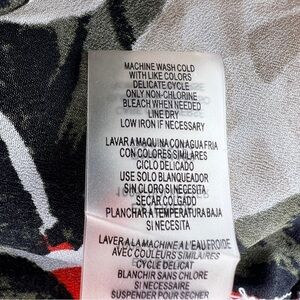 MACHINE WASH COLD
WITH LIKE COLORS
DELICATE CYCLE
ONLY NON-CHLORINE
BLEACH WHEN NEEDED
LINE DRY
LOW IRON IF NECESSARY
LAVAR A MAQUINA CON AGUA FRIA
CON COLORES SIMILARES
CICLO DELICADO
USE SOLO BLANQUEADOR
SIN CLORO SI NECESITA
SECAR COLGADO
PLANCHAR A TEMPERATURA BAJA
SI NECESITA
LAVER A LA MACHINE A L'EAU FROIDE
AVEC COULEURS SIMILAIRES
CYCLE DELICAT
BLANCHIR SANS CHLORE
SI NECESSAIRE
SUSPENDER POUR SECHER